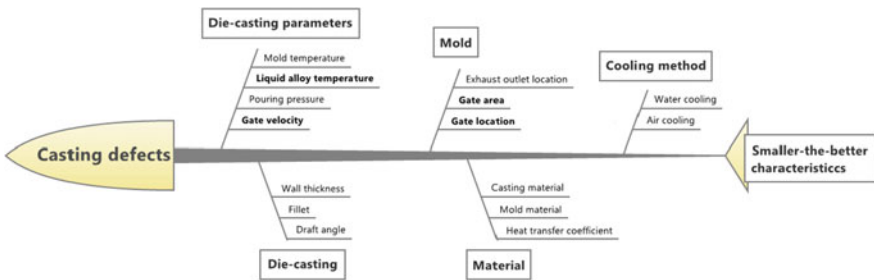 Die-casting parameters
Mold temperature
Liquid alloy temperature
Pouring pressure
Gate velocity
Mold
Exhaust outlet location
Gate area
Gate location
Cooling method
Water cooling
Air cooling
Casting defects
Smaller-the-better
characteristiccs
Wall thickness
Fillet
Draft angle
Die-casting
Casting material
Mold material
Heat transfer coefficient
Material